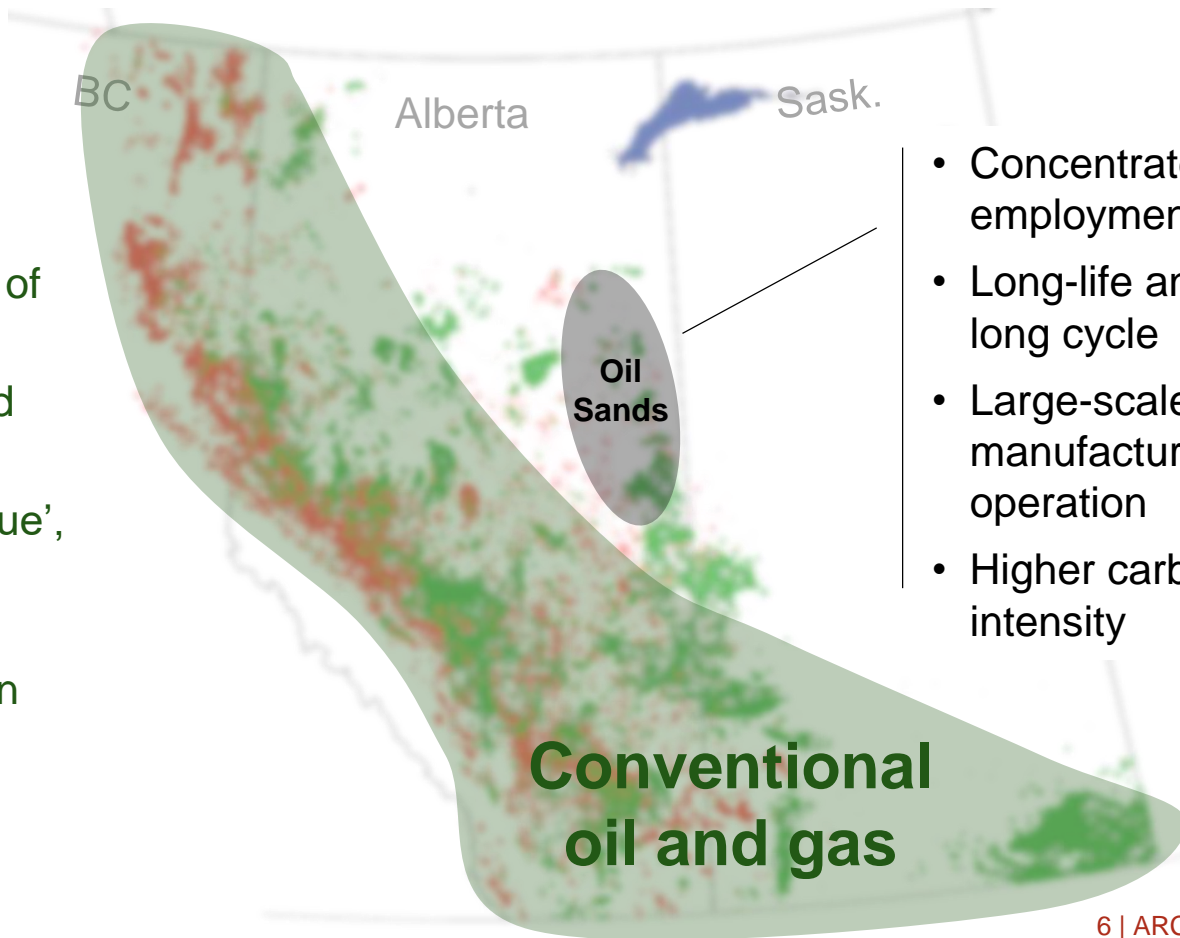 BC
Alberta
Sask.
of
d
ue’,
n
Oil
Sands
• Concentrate
employmen
• Long-life an
long cycle
• Large-scale
manufactur
operation
• Higher carb
intensity
Conventional
oil and gas
6 | ARC